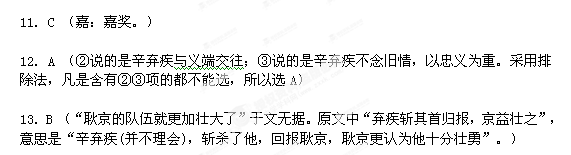 11. C （嘉：嘉奖。）
12. A （②说的是辛弃疾与义端交往；③说的是辛弃疾不念旧情，以忠义为重。采用排
除法，凡是含有②③项的都不能选，所以选 A）
13. B （“耿京的队伍就更加壮大了”于文无据。原文中“弃疾斩其首归报，京益壮之”，
意思是“辛弃疾(并不理会)，斩杀了他，回报耿京，耿京更认为他十分壮勇”。）